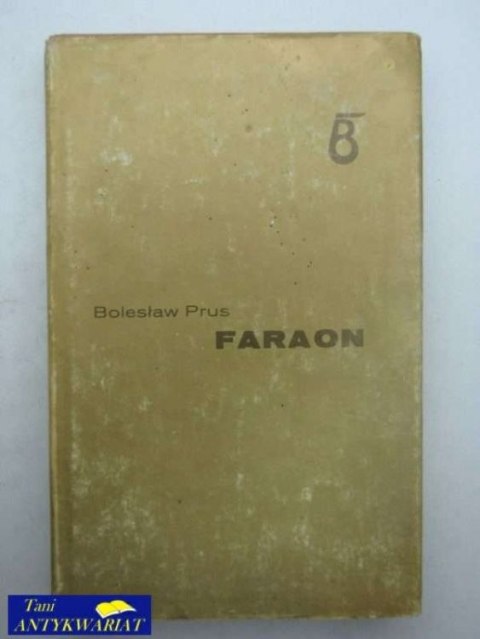 B
Bolesław Prus
FARAON
Tani
ANTYKWARIAT